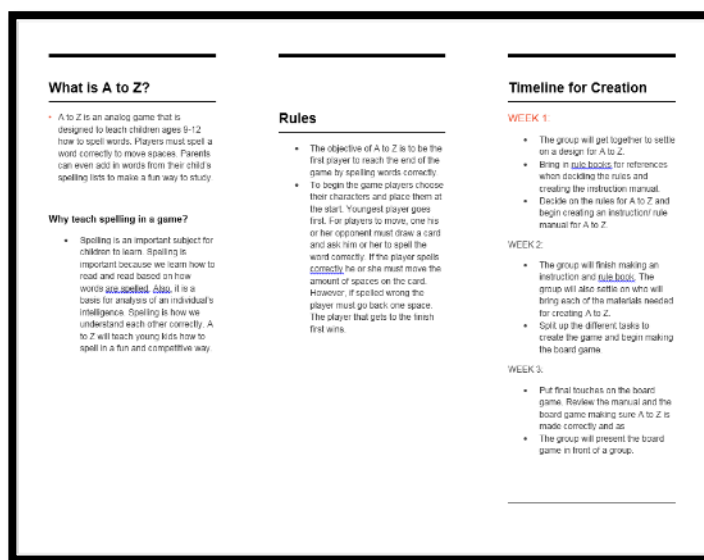 What is A to Z?
A to Z is an analog game that is
designed to teach children ages 9-12
how to spell words. Players must spell a
word correctly to move spaces. Parents
can even add in words from their child's
spelling lists to make a fun way to study.
Why teach spelling in a game?
Spelling is an important subject for
children to learn. Spelling is
important because we learn how to
read and read based on how
words are spelled. Also, it is a
basis for analysis of an individual's
intelligence. Spelling is how we
understand each other correctly. A
to Z will teach young kids how to
spell in a fun and competitive way.
Rules
The objective of A to Z is to be the
first player to reach the end of the
game by spelling words correctly.
To begin the game players choose
their characters and place them at
the start. Youngest player goes
first. For players to move, one his
or her opponent must draw a card
and ask him or her to spell the
word correctly. If the player spells
correctly he or she must move the
amount of spaces on the card.
However, if spelled wrong the
player must go back one space.
The player that gets to the finish
first wins.
Timeline for Creation
WEEK 1:
The group will get together to settle
on a design for A to Z.
Bring in rule books for references
when deciding the rules and
creating the instruction manual.
Decide on the rules for A to Z and
begin creating an instruction/ rule
manual for A to Z.
WEEK 2:
The group will finish making an
instruction and rule book. The
group will also settle on who will
bring each of the materials needed
for creating A to Z.
Split up the different tasks to
create the game and begin making
the board game.
WEEK 3:
Put final touches on the board
game. Review the manual and the
board game making sure A to Z is
made correctly and as
The group will present the board
game in front of a group.